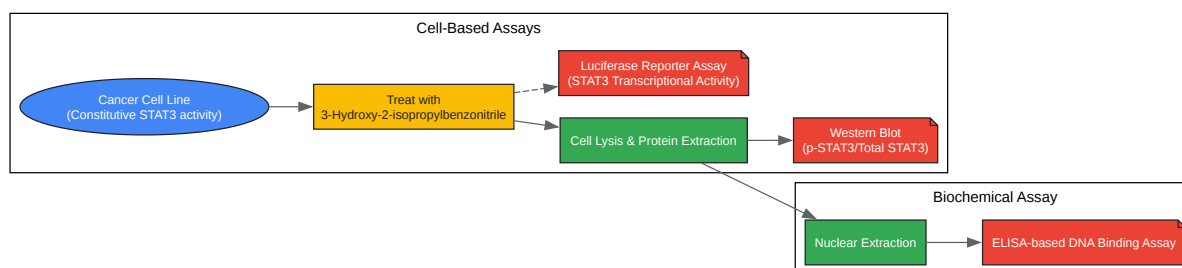 Cell-Based Assays
Cancer Cell Line
(Constitutive STAT3 activity)
Treat with
3-Hydroxy-2-isopropylbenzonitrile
Luciferase Reporter Assay
(STAT3 Transcriptional Activity)
Cell Lysis & Protein Extraction
Western Blot
(p-STAT3/Total STAT3)
Biochemical Assay
Nuclear Extraction
ELISA-based DNA Binding Assay